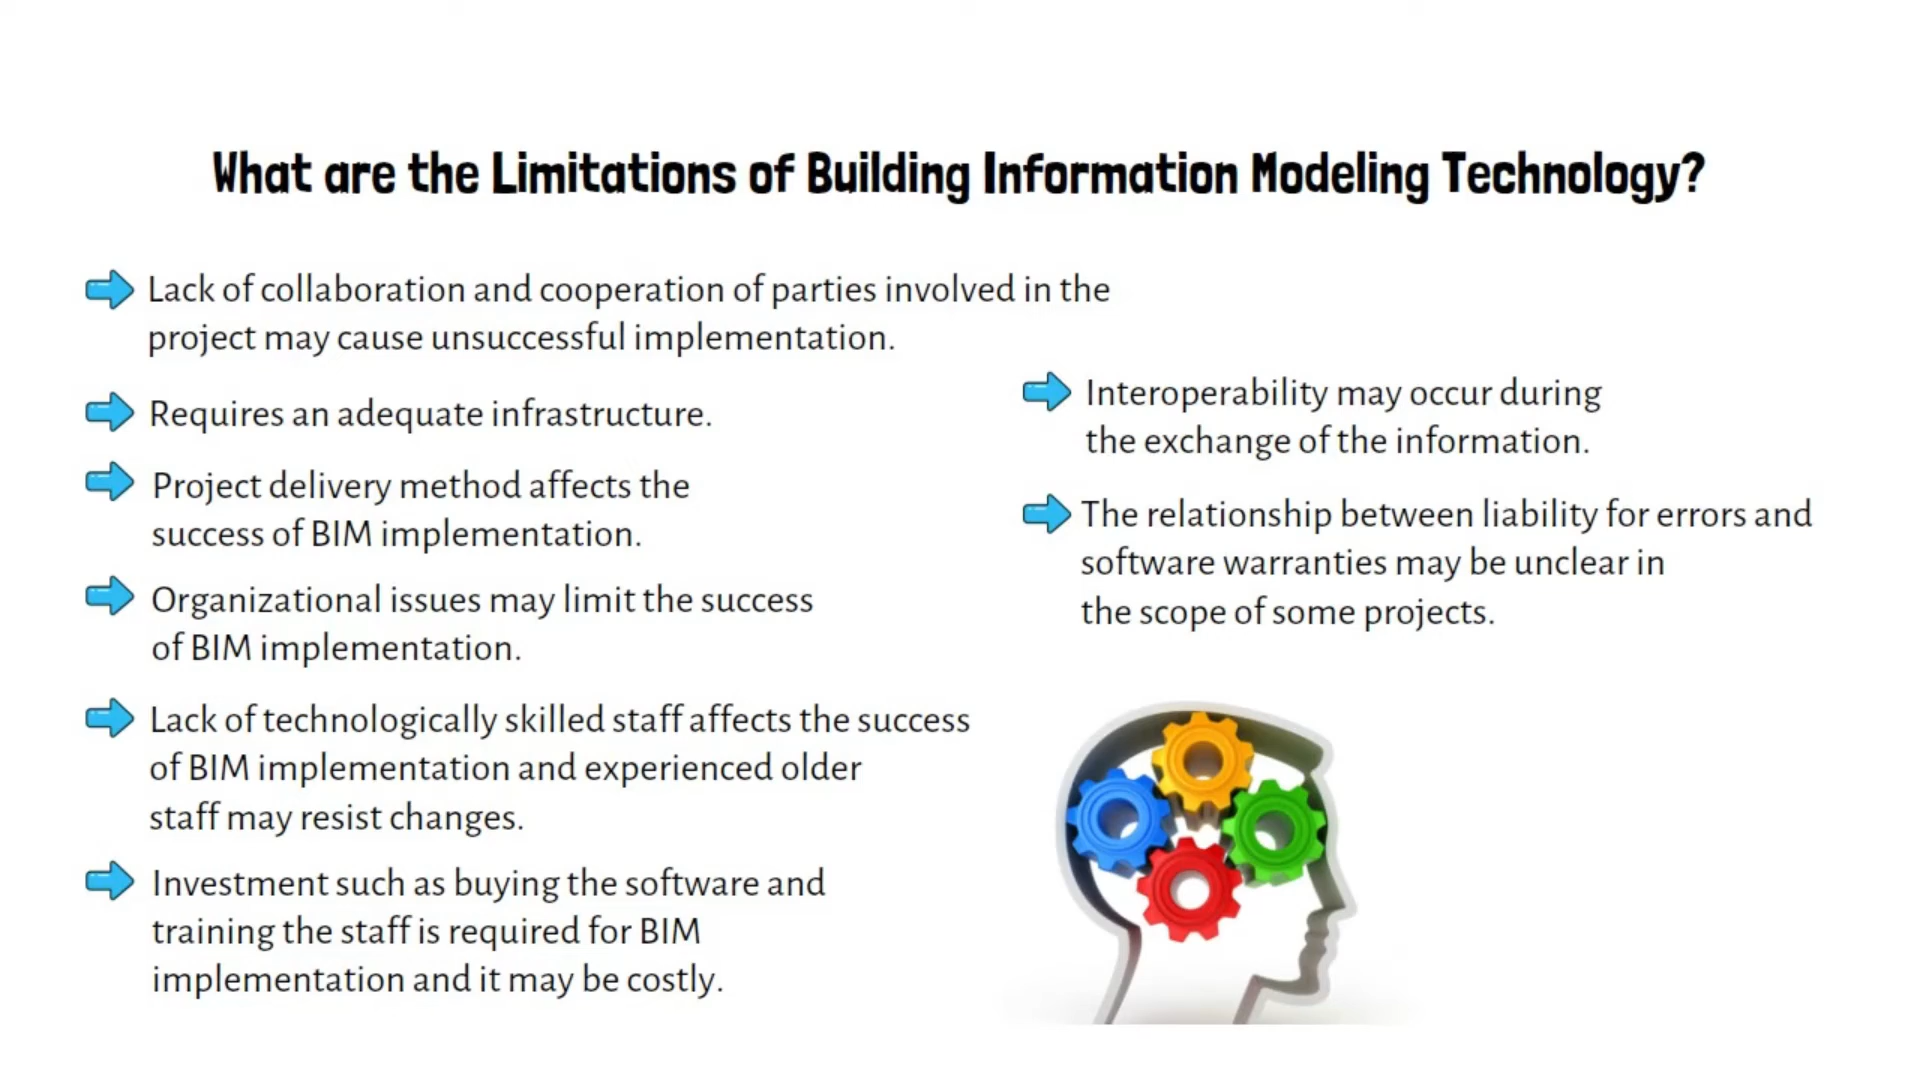 What are the Limitations of Building Information Modeling Technology?
Lack of collaboration and cooperation of parties involved in the
project may cause unsuccessful implementation.
Requires an adequate infrastructure.
Project delivery method affects the
success of BIM implementation.
Organizational issues may limit the success
of BIM implementation.
Lack of technologically skilled staff affects the success
of BIM implementation and experienced older
staff may resist changes.
Investment such as buying the software and
training the staff is required for BIM
implementation and it may be costly.
Interoperability may occur during
the exchange of the information.
The relationship between liability for errors and
software warranties may be unclear in
the scope of some projects.